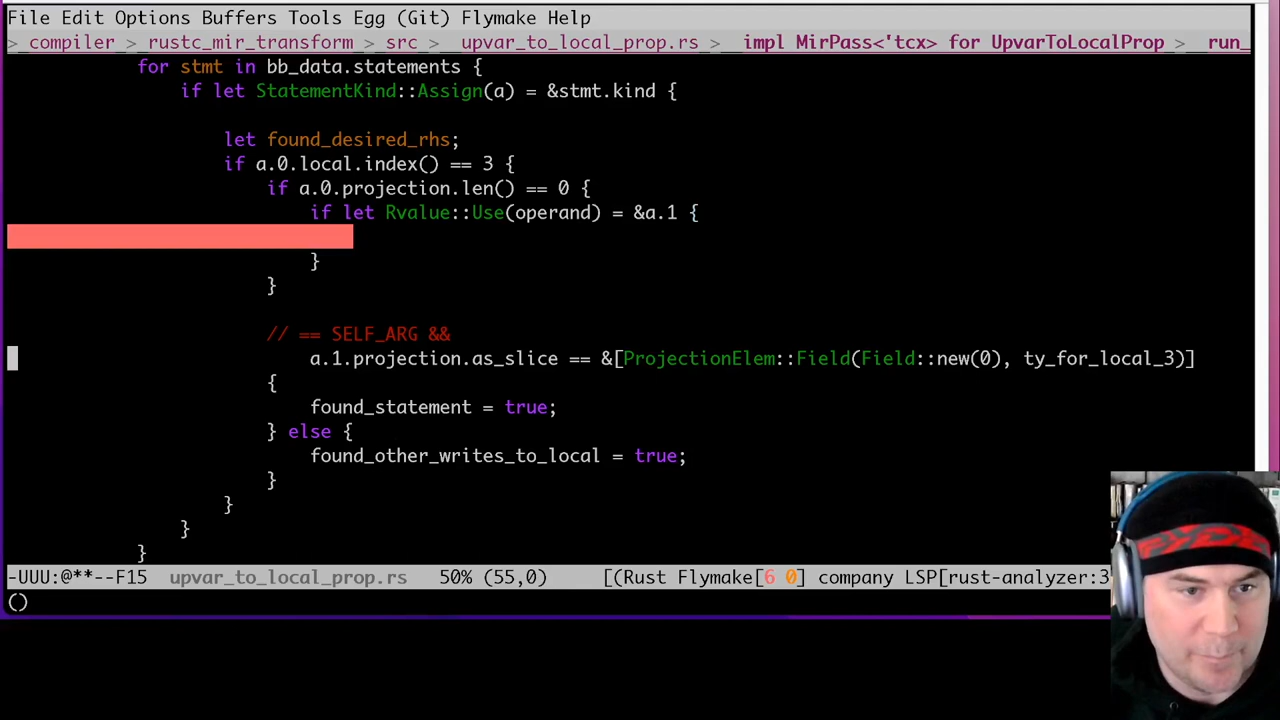 File Edit Options Buffers Tools Egg (Git) Flymake Help
> compiler > rustc_mir_transform > src > upvar_to_local_prop.rs > impl MirPass<'tcx> for UpvarToLocalProp > run_
for stmt in bb_data.statements {
if let StatementKind::Assign(a) = &stmt.kind {
let found_desired_rhs;
if a.0.local.index() == 3 {
if a.0.projection.len() == 0 {
if let Rvalue::Use(operand) = &a.1 {
}
}
// == SELF_ARG &&
a.1.projection.as_slice == &[ProjectionElem::Field(Field::new(0), ty_for_local_3)]
{
found_statement = true;
} else {
found_other_writes_to_local = true;
}
}
}
}
-UUU:@**--F15 upvar_to_local_prop.rs 50% (55,0) [(Rust Flymake[6 0] company LSP[rust-analyzer:3
()